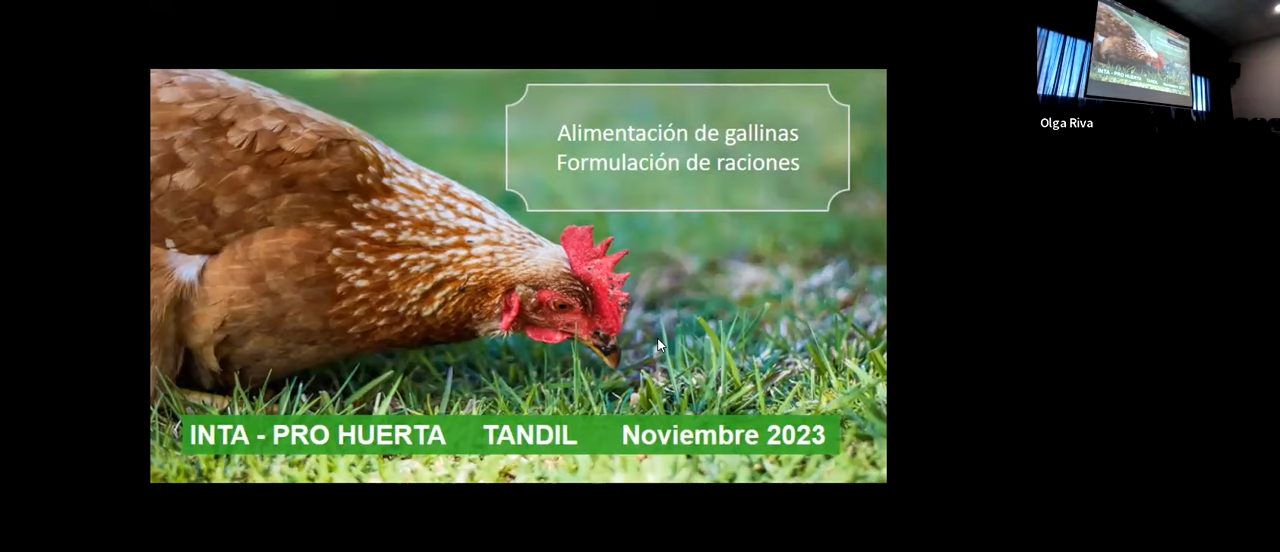 Alimentación de gallinas
Formulación de raciones
INTA - PRO HUERTA TANDIL Noviembre 2023
Olga Riva